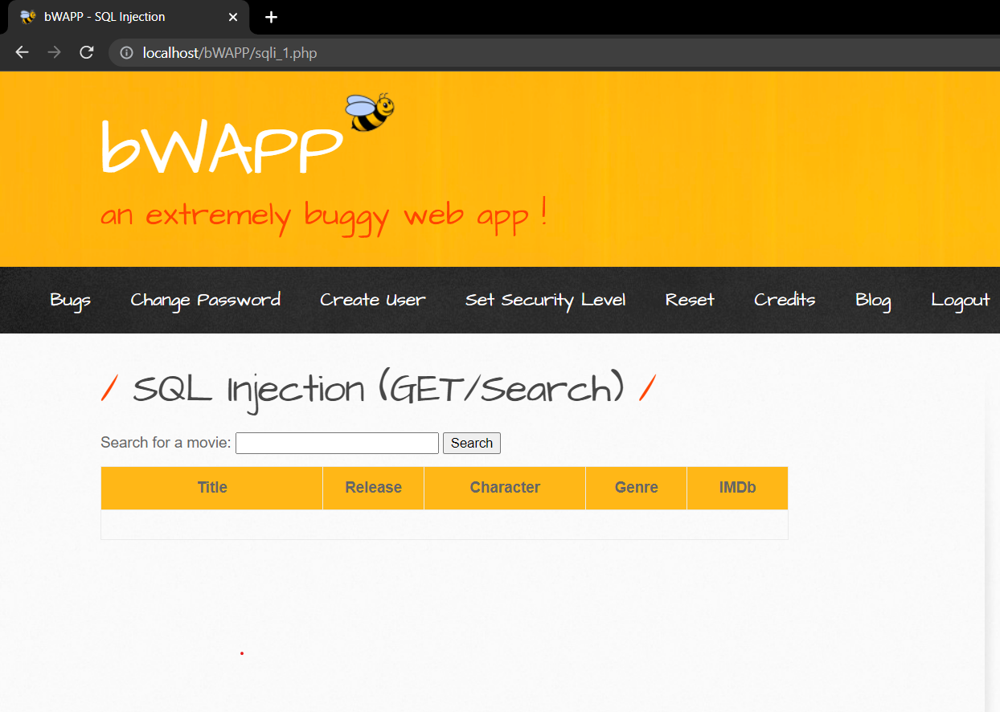 bWAPP - SQL Injection
localhost/bWAPP/sqli_1.php
bWAPP
an extremely buggy web app !
Bugs Change Password Create User Set Security Level Reset Credits Blog Logout
/ SQL Injection (GET/Search) /
Search for a movie: Search
Title Release Character Genre IMDb